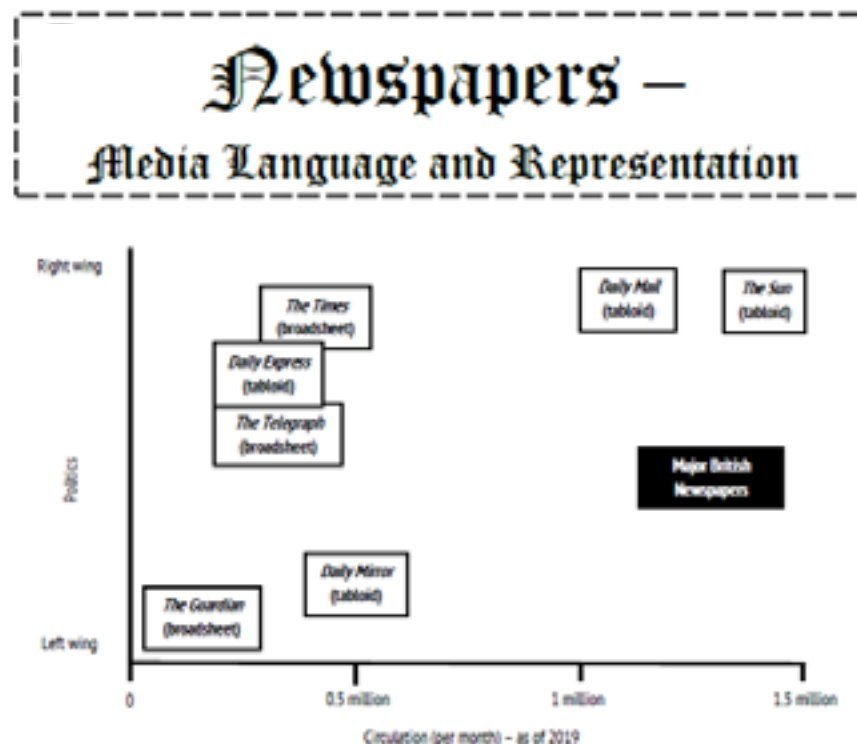 Newspapers –
Media Language and Representation
Right wing
The Times
(broadsheet)
Daily Mail
(tabloid)
The Sun
(tabloid)
Daily Express
(tabloid)
The Telegraph
(broadsheet)
Politics
Major British
Newspapers
Daily Mirror
(tabloid)
The Guardian
(broadsheet)
Left wing
0
0.5 million
1 million
1.5 million
Circulation (per month) – as of 2019